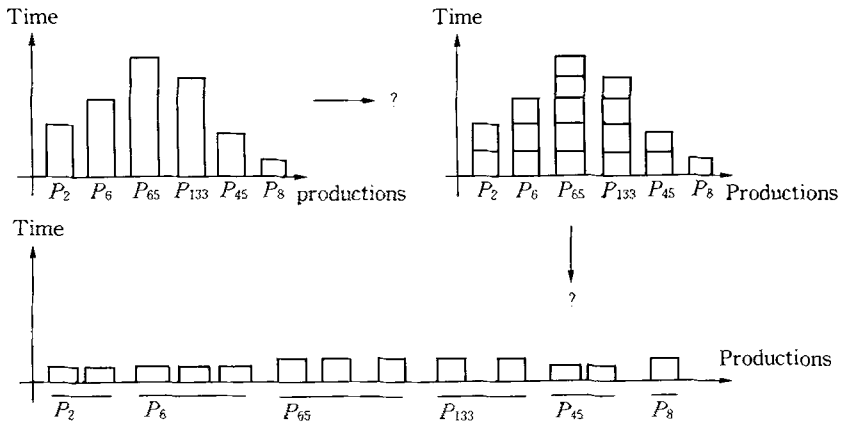 Time
?
P2 P6 P65 P133 P45 P8 productions
Time
P2 P6 P65 P133 P45 P8 Productions
?
Time
Productions
P2 P6 P65 P133 P45 P8